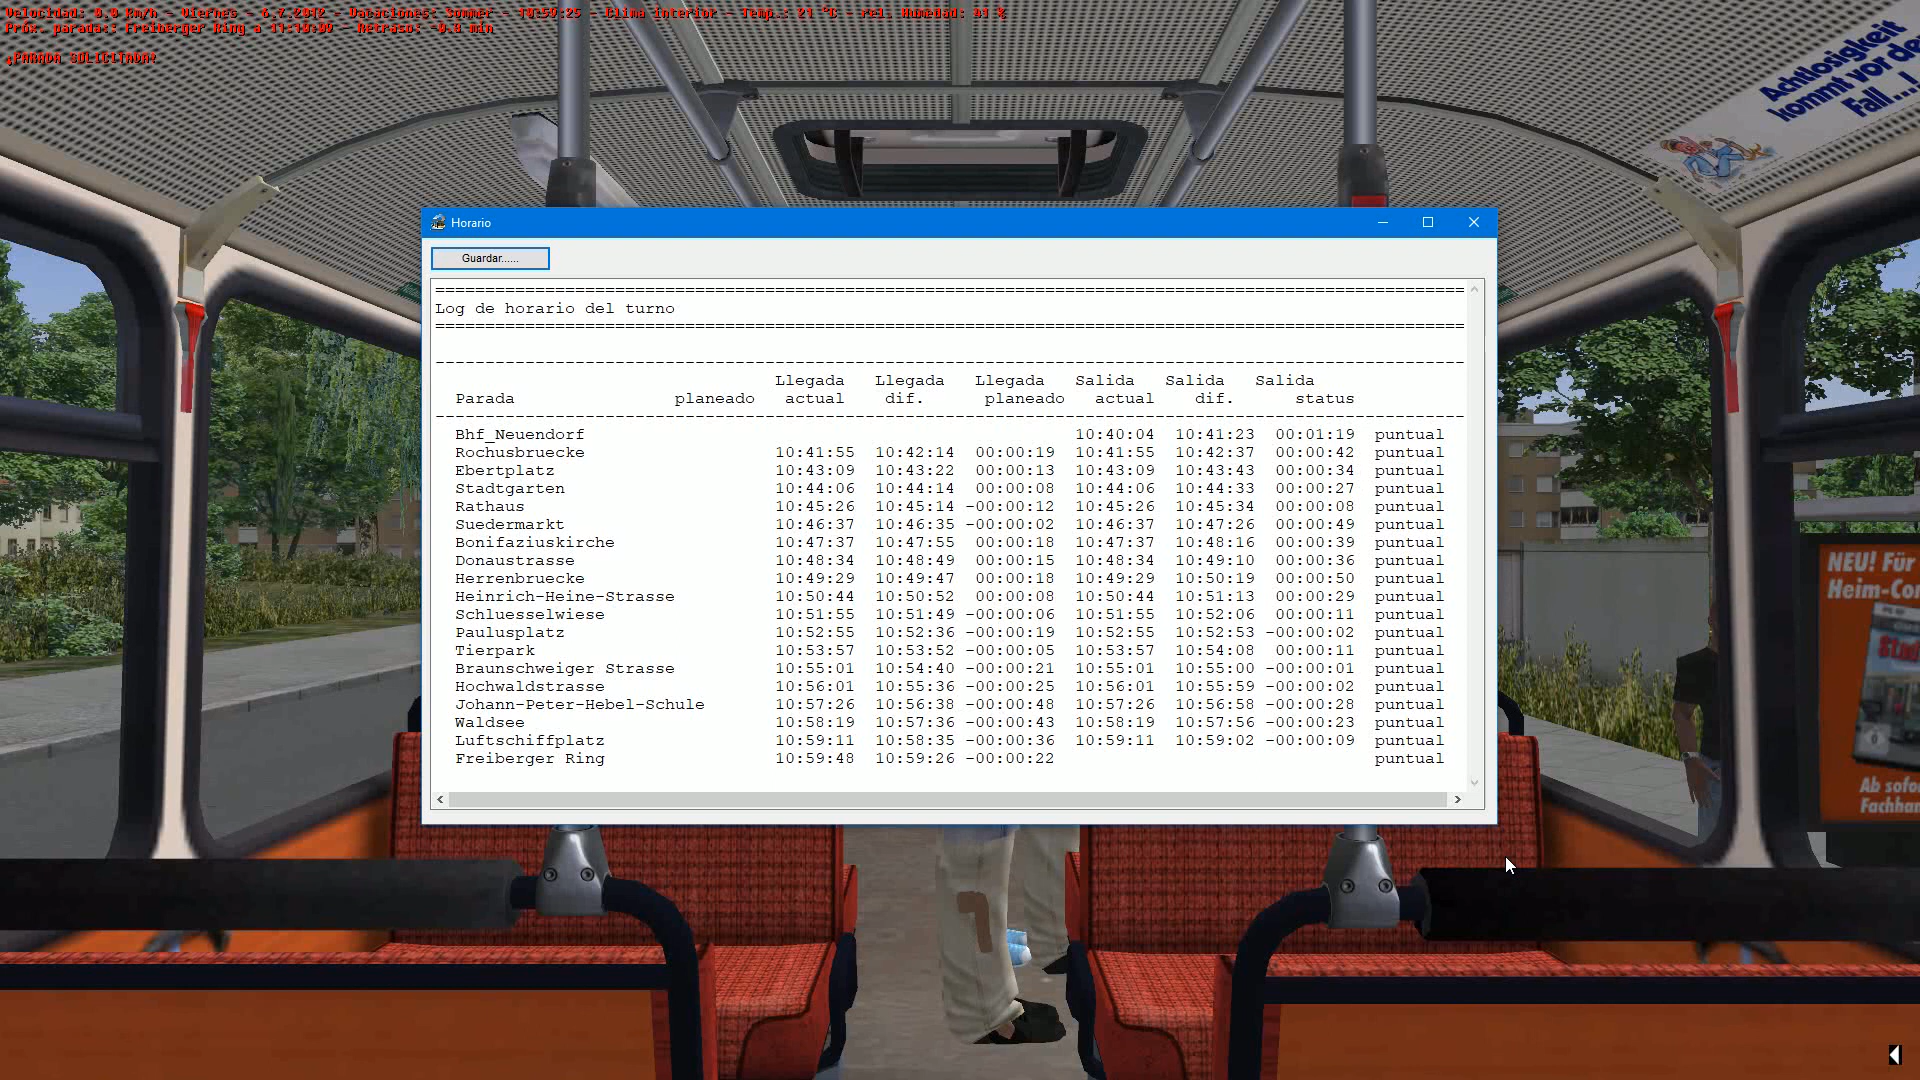 Velocidad: 0.0 Km/h - Viernes - 6.7.2012 - Vacaciones: Sommer - 10:59:25 - Clima interior - Temp.: 21 °C - rel. Humedad: 41 %
Próx. parada:: Freiberger Ring a 11:10:00 - Retraso: -0.8 min
¡PARADA SOLICITADA!
Achtlosigkeit
kommt vor de
Fall....!
Horario
Guardar......
Log de horario del turno
Llegada Llegada Llegada Salida Salida Salida
Parada planeado actual dif. planeado actual dif. status
Bhf_Neuendorf 10:40:04 10:41:23 00:01:19 puntual
Rochusbruecke 10:41:55 10:42:14 00:00:19 10:41:55 10:42:37 00:00:42 puntual
Ebertplatz 10:43:09 10:43:22 00:00:13 10:43:09 10:43:43 00:00:34 puntual
Stadtgarten 10:44:06 10:44:14 00:00:08 10:44:06 10:44:33 00:00:27 puntual
Rathaus 10:45:26 10:45:14 -00:00:12 10:45:26 10:45:34 00:00:08 puntual
Suedermarkt 10:46:37 10:46:35 -00:00:02 10:46:37 10:47:26 00:00:49 puntual
Bonifaziuskirche 10:47:37 10:47:55 00:00:18 10:47:37 10:48:16 00:00:39 puntual
Donaustrasse 10:48:34 10:48:49 00:00:15 10:48:34 10:49:10 00:00:36 puntual
Herrenbruecke 10:49:29 10:49:47 00:00:18 10:49:29 10:50:19 00:00:50 puntual
Heinrich-Heine-Strasse 10:50:44 10:50:52 00:00:08 10:50:44 10:51:13 00:00:29 puntual
Schluesselwiese 10:51:55 10:51:49 -00:00:06 10:51:55 10:52:06 00:00:11 puntual
Paulusplatz 10:52:55 10:52:36 -00:00:19 10:52:55 10:52:53 -00:00:02 puntual
Tierpark 10:53:57 10:53:52 -00:00:05 10:53:57 10:54:08 00:00:11 puntual
Braunschweiger Strasse 10:55:01 10:54:40 -00:00:21 10:55:01 10:55:00 -00:00:01 puntual
Hochwaldstrasse 10:56:01 10:55:36 -00:00:25 10:56:01 10:55:59 -00:00:02 puntual
Johann-Peter-Hebel-Schule 10:57:26 10:56:38 -00:00:48 10:57:26 10:56:58 -00:00:28 puntual
Waldsee 10:58:19 10:57:36 -00:00:43 10:58:19 10:57:56 -00:00:23 puntual
Luftschiffplatz 10:59:11 10:58:35 -00:00:36 10:59:11 10:59:02 -00:00:09 puntual
Freiberger Ring 10:59:48 10:59:26 -00:00:22 puntual
NEU! Für
Heim-Co
Ab sofo
Fachha